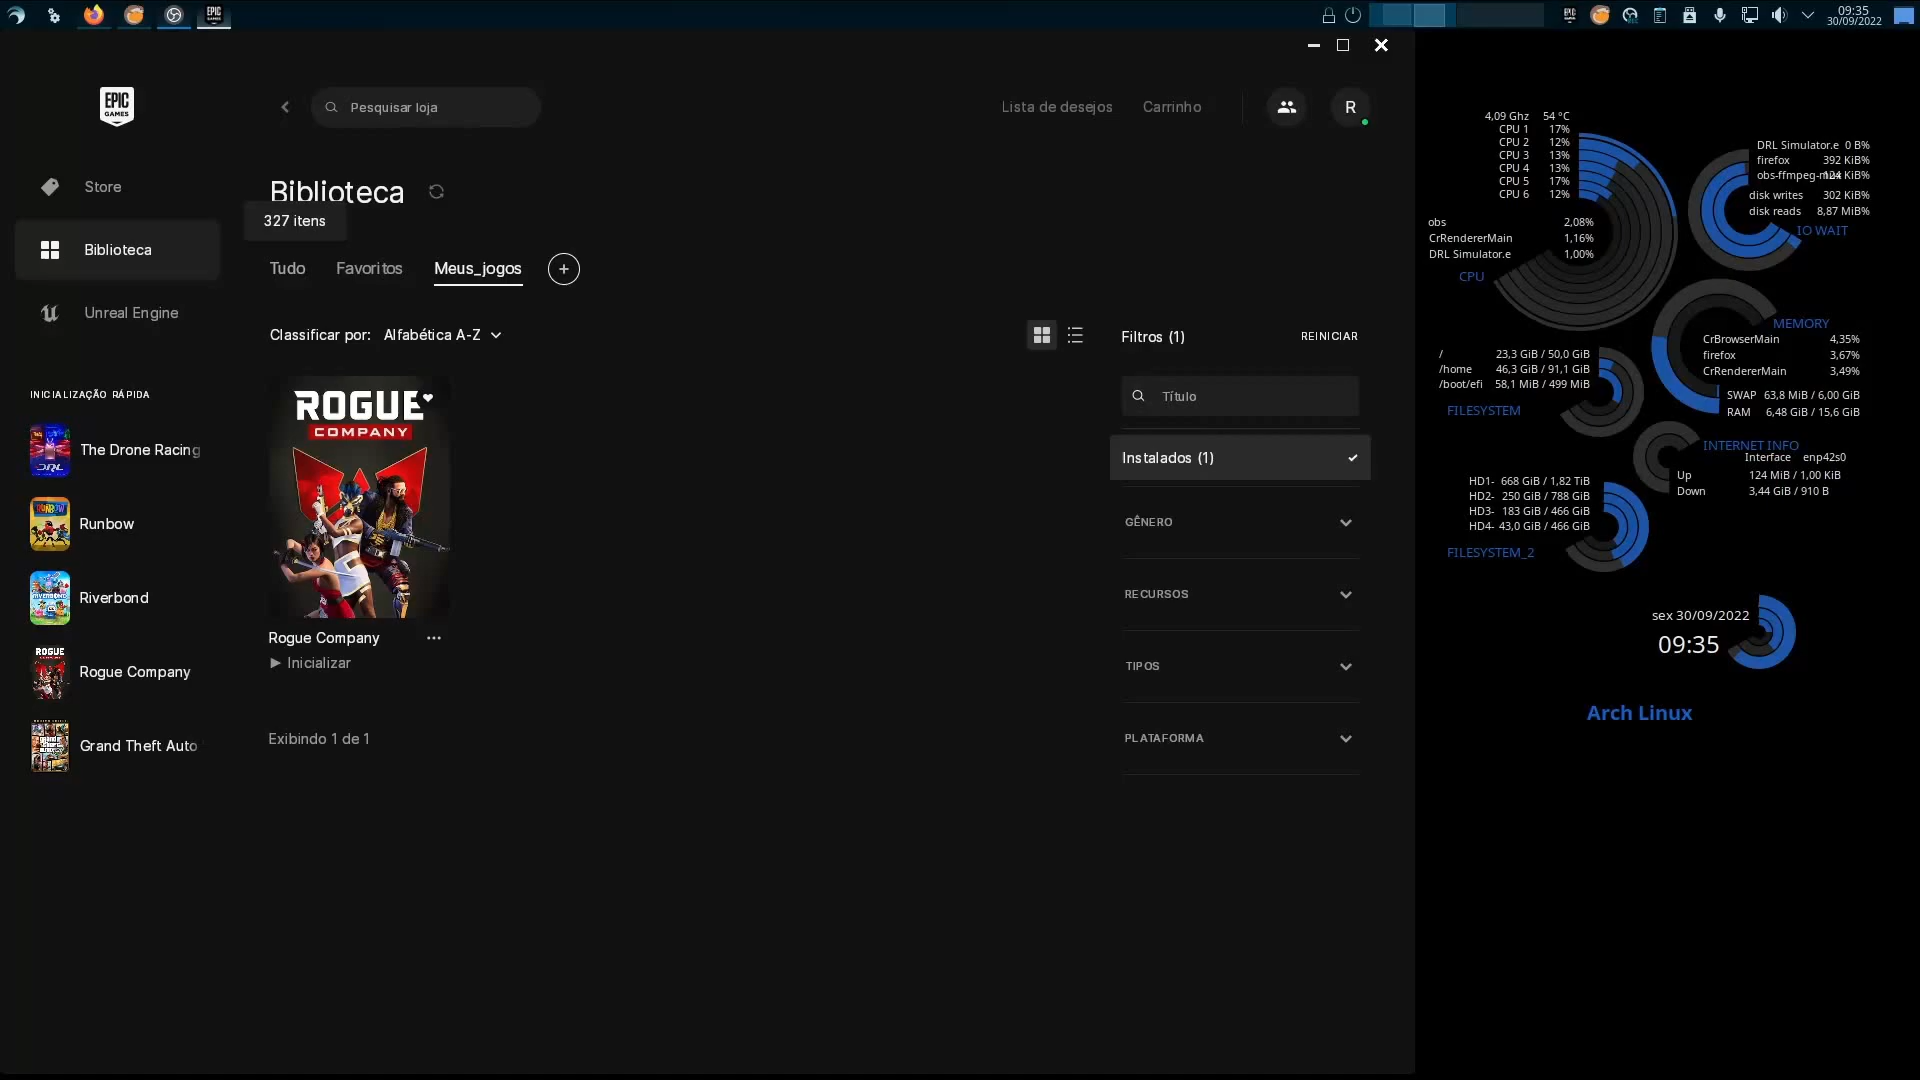 09:35
30/09/2022
EPIC
GAMES
Pesquisar loja
Lista de desejos
Carrinho
R
Store
Biblioteca
Unreal Engine
INICIALIZAÇÃO RÁPIDA
The Drone Racing
Runbow
Riverbond
Rogue Company
Grand Theft Auto
Biblioteca
327 itens
Tudo
Favoritos
Meus_jogos
Classificar por: Alfabética A-Z
ROGUE
COMPANY
Rogue Company
Inicializar
Exibindo 1 de 1
Filtros (1)
REINICIAR
Título
Instalados (1)
GÊNERO
RECURSOS
TIPOS
PLATAFORMA
4,09 Ghz 54 °C
CPU 1 17%
CPU 2 12%
CPU 3 13%
CPU 4 13%
CPU 5 17%
CPU 6 12%
obs 2,08%
CrRendererMain 1,16%
DRL Simulator.e 1,00%
CPU
DRL Simulator.e 0 B%
firefox 392 KiB%
obs-ffmpeg-mux 124 KiB%
disk writes 302 KiB%
disk reads 8,87 MiB%
IO WAIT
MEMORY
CrBrowserMain 4,35%
firefox 3,67%
CrRendererMain 3,49%
SWAP 63,8 MiB / 6,00 GiB
RAM 6,48 GiB / 15,6 GiB
/ 23,3 GiB / 50,0 GiB
/home 46,3 GiB / 91,1 GiB
/boot/efi 58,1 MiB / 499 MiB
FILESYSTEM
INTERNET INFO
Interface enp42s0
Up 124 MiB / 1,00 KiB
Down 3,44 GiB / 910 B
HD1- 668 GiB / 1,82 TiB
HD2- 250 GiB / 788 GiB
HD3- 183 GiB / 466 GiB
HD4- 43,0 GiB / 466 GiB
FILESYSTEM_2
sex 30/09/2022
09:35
Arch Linux